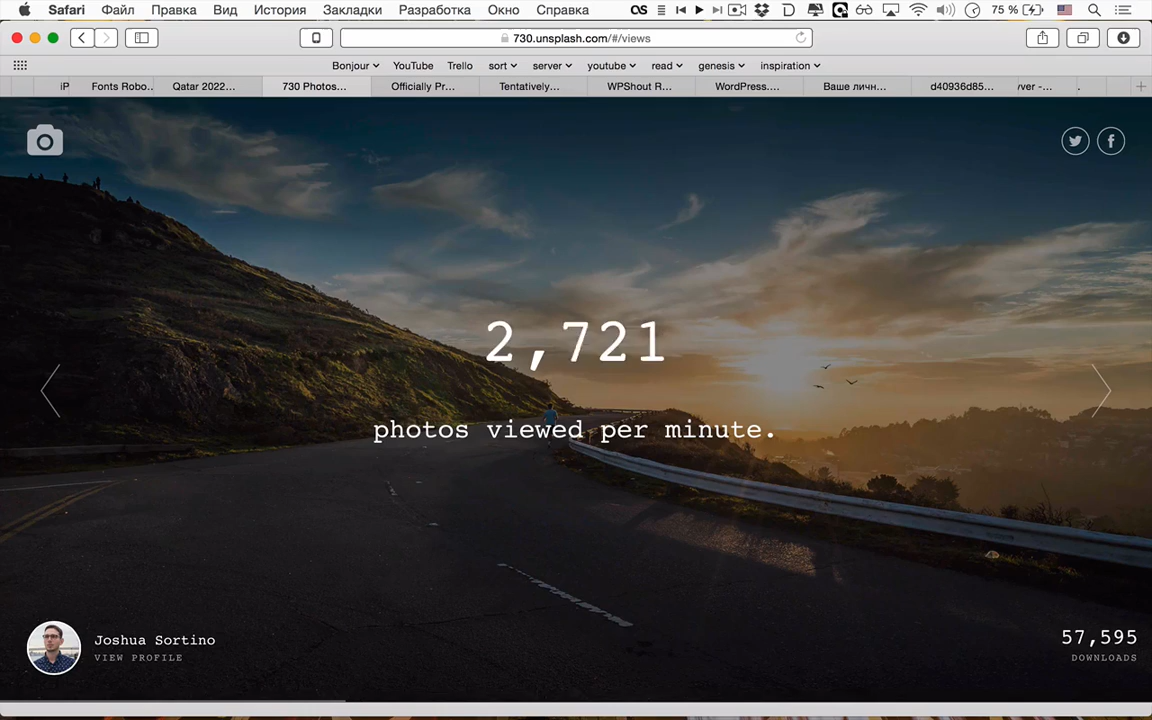 Safari Файл Правка Вид История Закладки Разработка Окно Справка 75 %
730.unsplash.com/#/views
Bonjour YouTube Trello sort server youtube read genesis inspiration
iP Fonts Robo... Qatar 2022... 730 Photos... Officially Pr... Tentatively... WPShout R... WordPress.... Ваше личн... d40936d85... yver -...
2,721
photos viewed per minute.
Joshua Sortino
VIEW PROFILE
57,595
DOWNLOADS